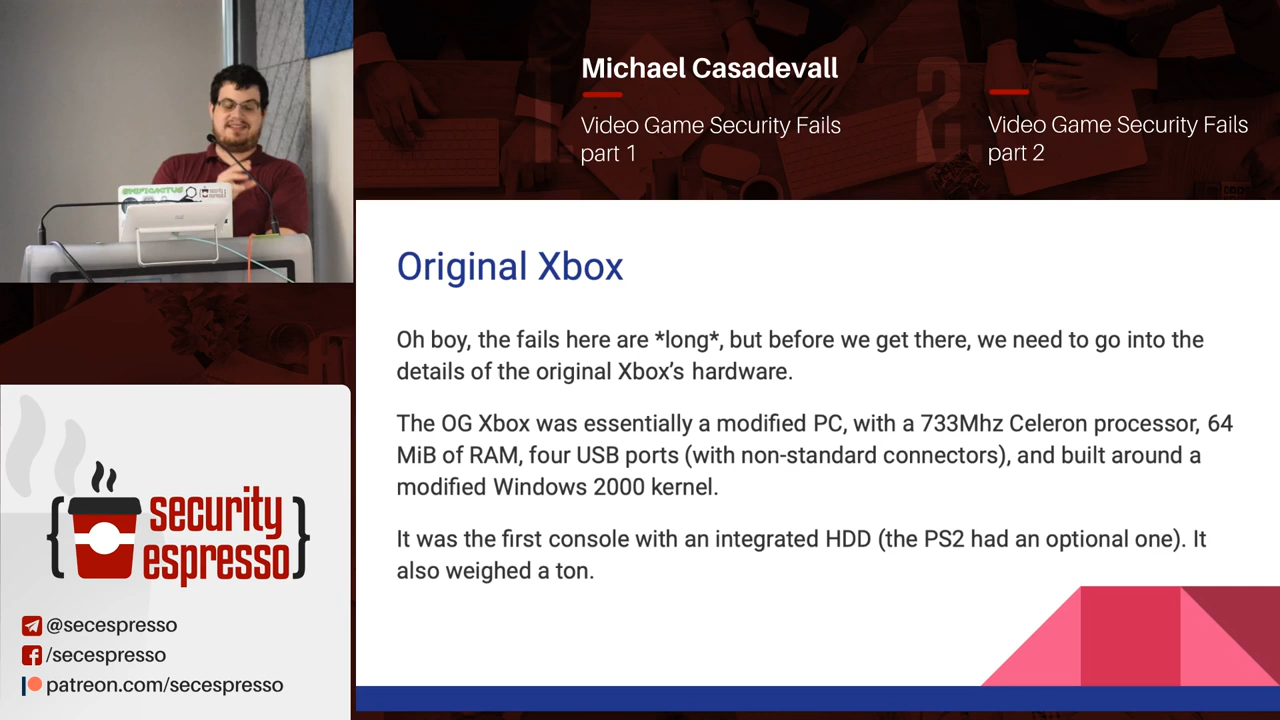 Michael Casadevall
Video Game Security Fails
part 1
Video Game Security Fails
part 2
Original Xbox
Oh boy, the fails here are *long*, but before we get there, we need to go into the
details of the original Xbox's hardware.
The OG Xbox was essentially a modified PC, with a 733Mhz Celeron processor, 64
MiB of RAM, four USB ports (with non-standard connectors), and built around a
modified Windows 2000 kernel.
It was the first console with an integrated HDD (the PS2 had an optional one). It
also weighed a ton.
{ security
espresso }
@secespresso
/secespresso
patreon.com/secespresso